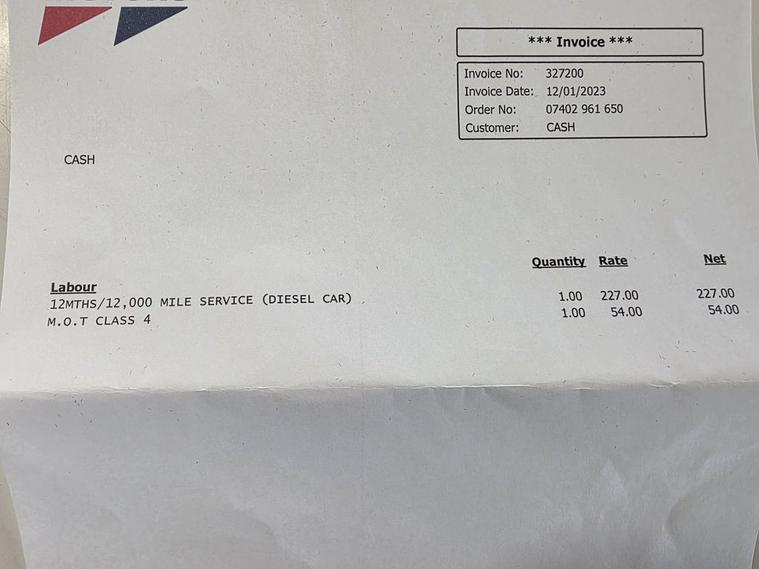 *** Invoice ***
Invoice No: 327200
Invoice Date: 12/01/2023
Order No: 07402 961 650
Customer: CASH
CASH
Quantity Rate Net
Labour
12MTHS/12,000 MILE SERVICE (DIESEL CAR) 1.00 227.00 227.00
M.O.T CLASS 4 1.00 54.00 54.00